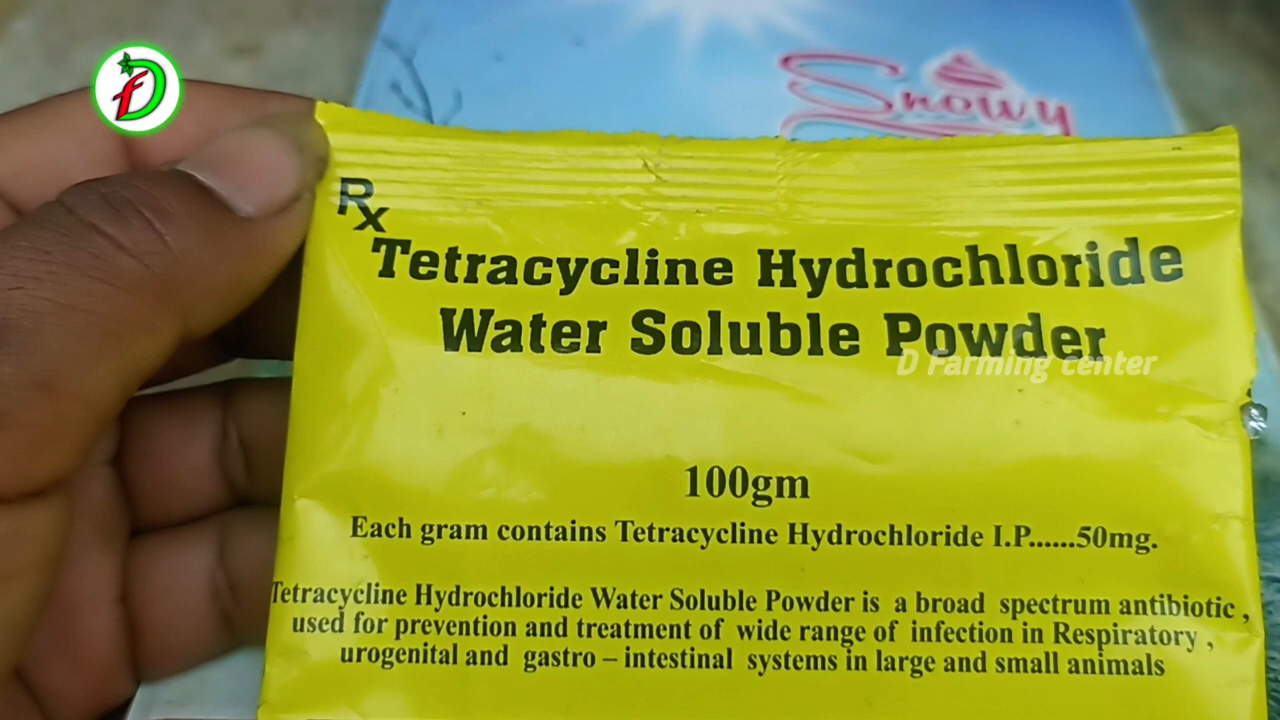 Snowy
Rx
Tetracycline Hydrochloride
Water Soluble Powder
D Farming center
100gm
Each gram contains Tetracycline Hydrochloride I.P......50mg.
Tetracycline Hydrochloride Water Soluble Powder is a broad spectrum antibiotic ,
used for prevention and treatment of wide range of infection in Respiratory ,
urogenital and gastro – intestinal systems in large and small animals